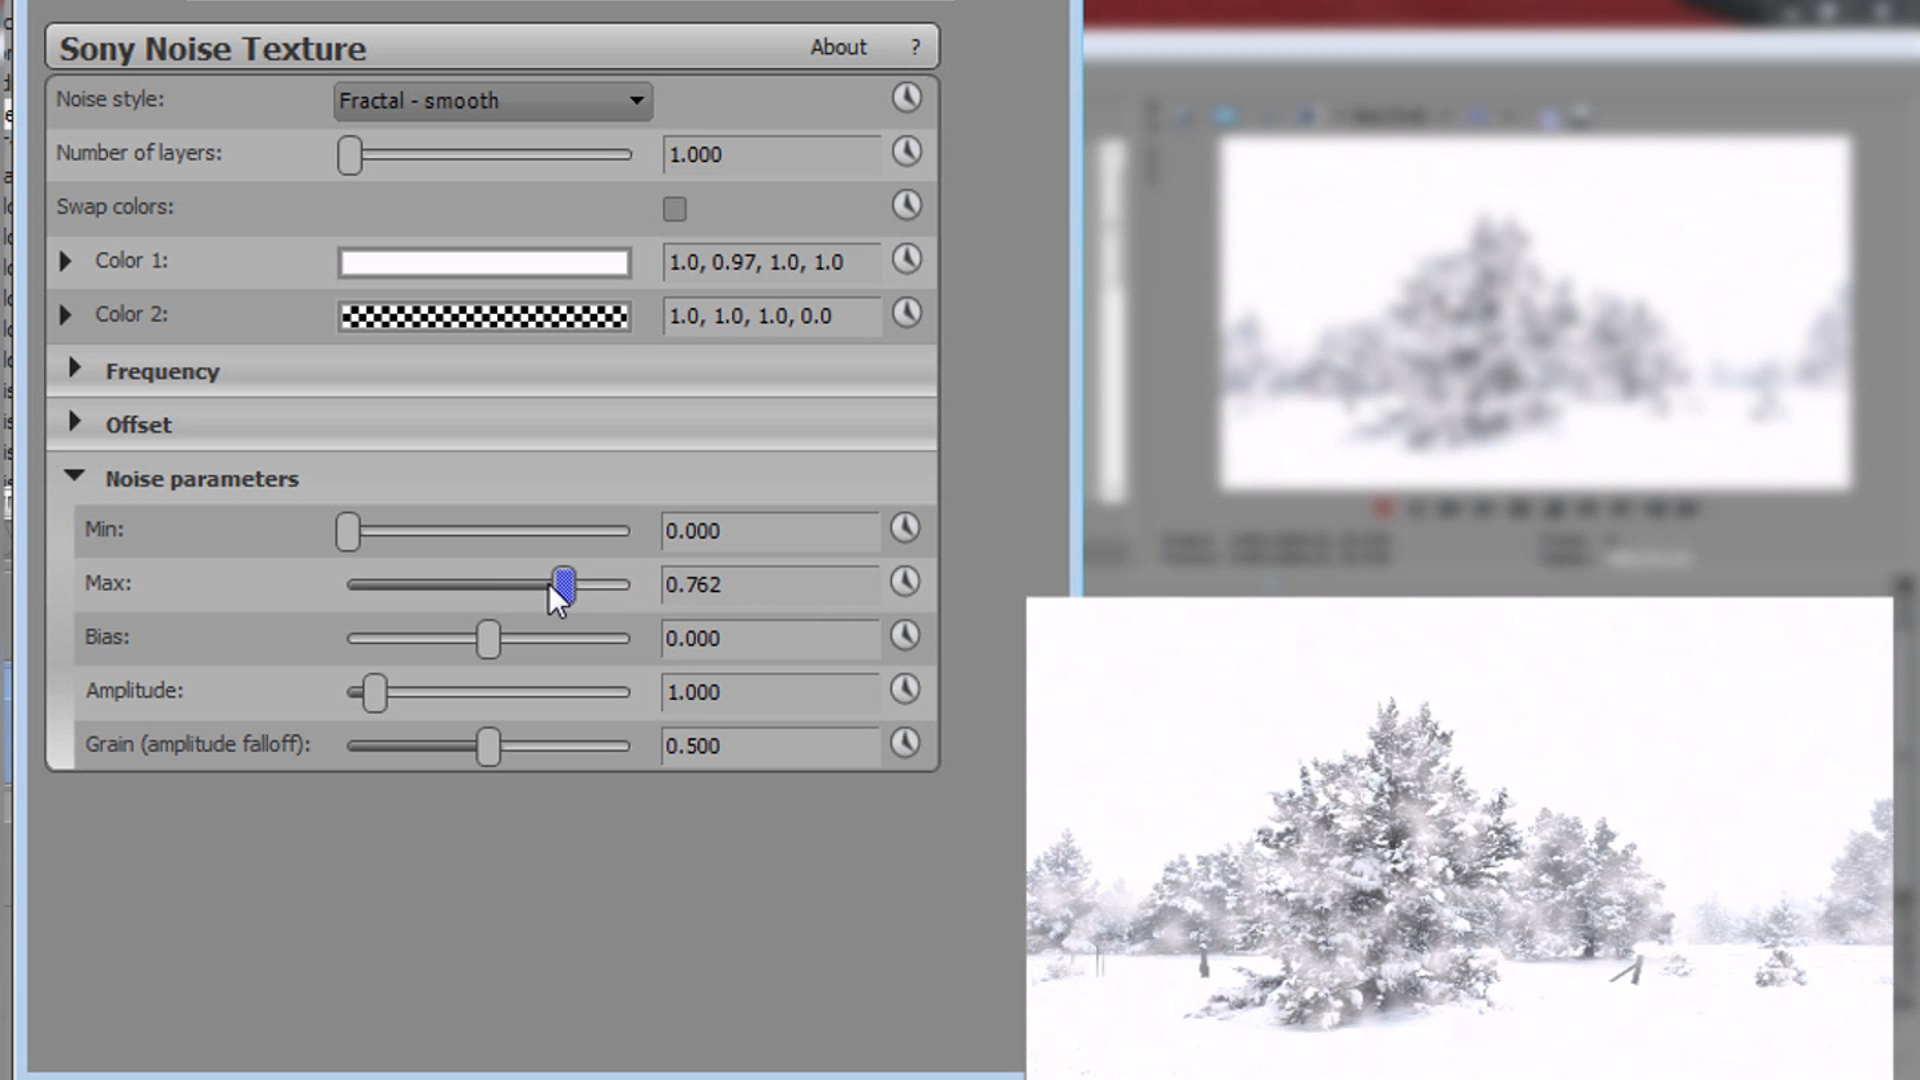 Sony Noise Texture About ?
Noise style: Fractal - smooth
Number of layers: 1.000
Swap colors:
Color 1: 1.0, 0.97, 1.0, 1.0
Color 2: 1.0, 1.0, 1.0, 0.0
Frequency
Offset
Noise parameters
Min: 0.000
Max: 0.762
Bias: 0.000
Amplitude: 1.000
Grain (amplitude falloff): 0.500